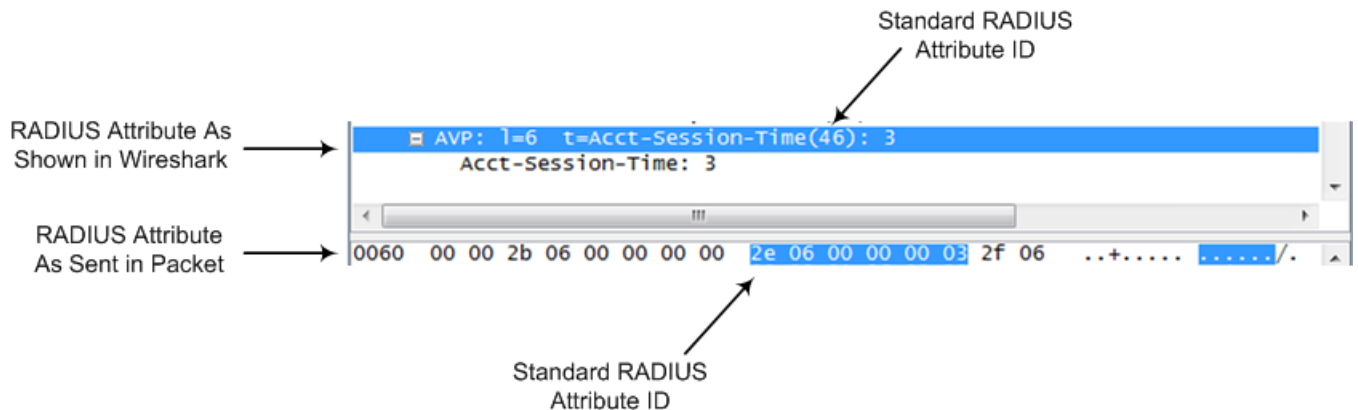 Standard RADIUS
Attribute ID
RADIUS Attribute As
Shown in Wireshark
AVP: l=6 t=Acct-Session-Time(46): 3
Acct-Session-Time: 3
RADIUS Attribute
As Sent in Packet
0060 00 00 2b 06 00 00 00 00 2e 06 00 00 00 03 2f 06 ..+..... ....../.
Standard RADIUS
Attribute ID